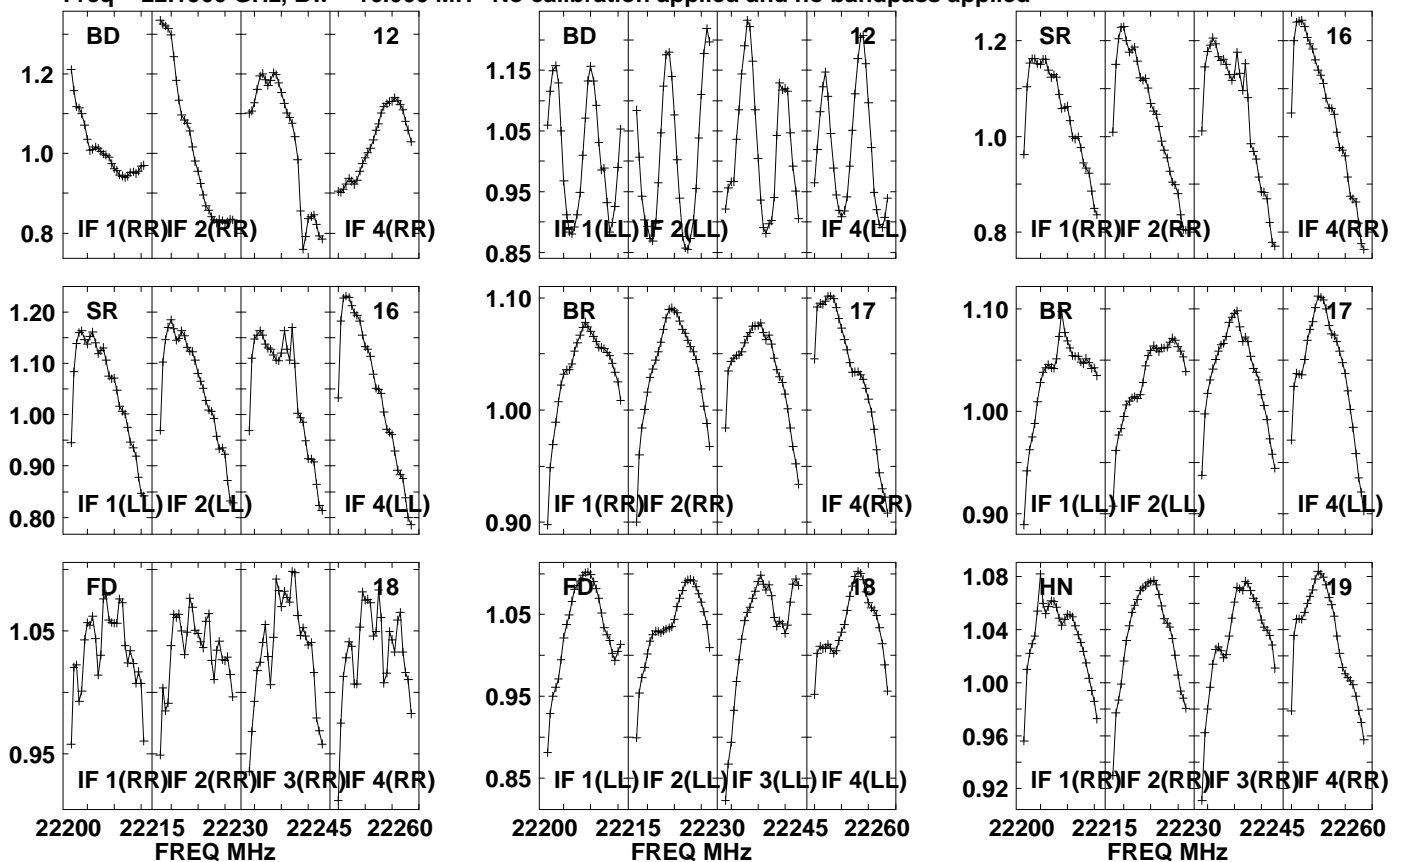 No calibration applied and no bandpass applied
BD 12
1.2
1.0
0.8
IF 1(RR) IF 2(RR) IF 4(RR)
BD 12
1.15
1.05
0.95
0.85
IF 1(LL) IF 2(LL) IF 4(LL)
SR 16
1.2
1.0
0.8
IF 1(RR) IF 2(RR) IF 4(RR)
SR 16
1.20
1.10
1.00
0.90
0.80
IF 1(LL) IF 2(LL) IF 4(LL)
BR 17
1.10
1.00
0.90
IF 1(RR) IF 2(RR) IF 4(RR)
BR 17
1.10
1.00
0.90
IF 1(LL) IF 2(LL) IF 4(LL)
FD 18
1.05
0.95
IF 1(RR) IF 2(RR) IF 3(RR) IF 4(RR)
22200 22215 22230 22245 22260
FREQ MHz
FD 18
1.05
0.95
0.85
IF 1(LL) IF 2(LL) IF 3(LL) IF 4(LL)
22200 22215 22230 22245 22260
FREQ MHz
HN 19
1.08
1.04
1.00
0.96
0.92
IF 1(RR) IF 2(RR) IF 3(RR) IF 4(RR)
22200 22215 22230 22245 22260
FREQ MHz